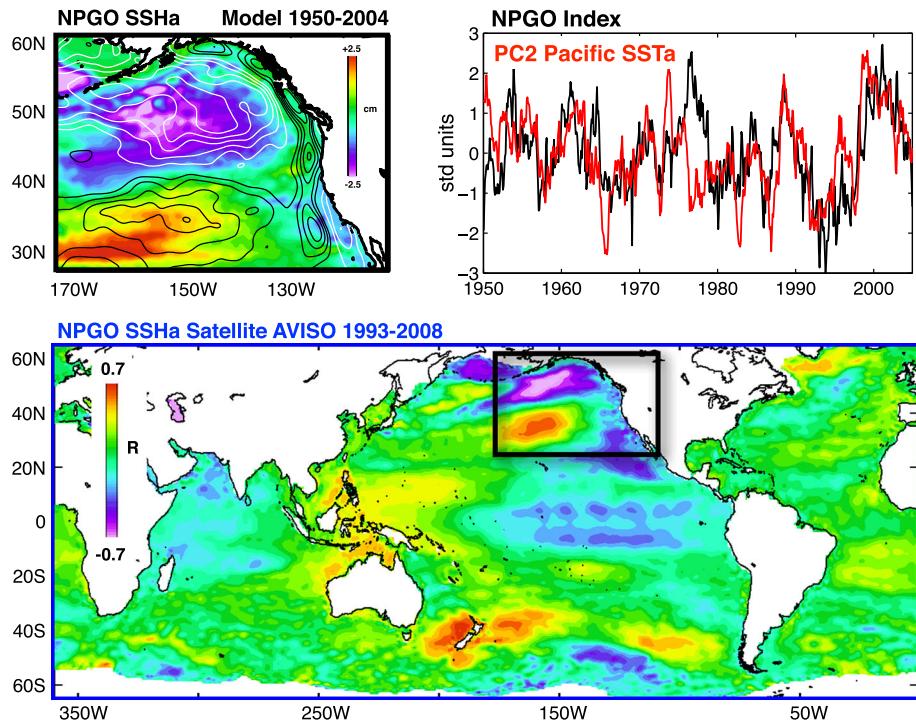 NPGO SSHa Model 1950-2004
60N
50N
40N
30N
170W 150W 130W
+2.5
cm
-2.5
NPGO Index
PC2 Pacific SSTa
std units
3
2
1
0
−1
−2
−3
1950 1960 1970 1980 1990 2000
NPGO SSHa Satellite AVISO 1993-2008
60N
40N
20N
0
20S
40S
60S
0.7
R
-0.7
350W 250W 150W 50W